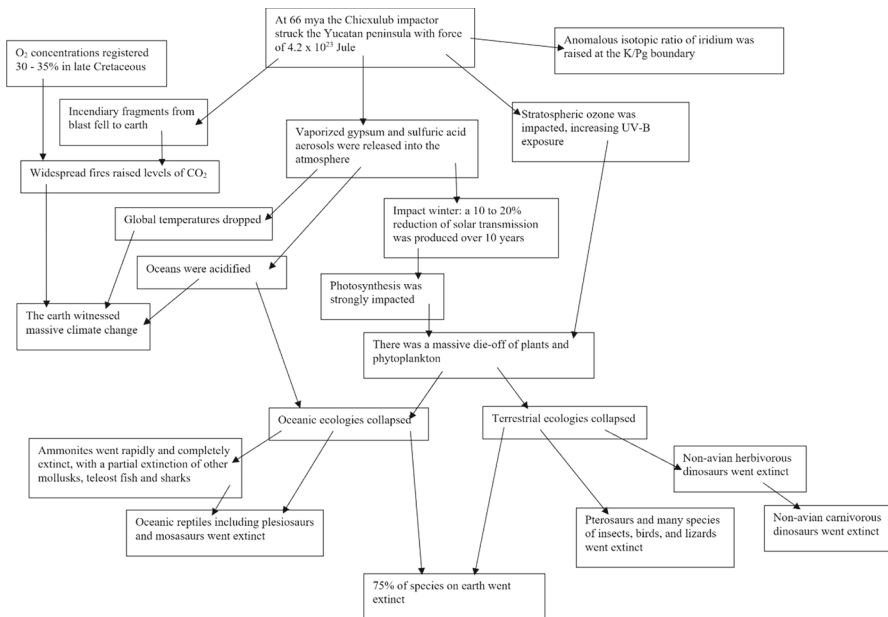 At 66 mya the Chicxulub impactor
struck the Yucatan peninsula with force
of 4.2 x 10²³ Jule
Anomalous isotopic ratio of iridium was
raised at the K/Pg boundary
O₂ concentrations registered
30 - 35% in late Cretaceous
Incendiary fragments from
blast fell to earth
Vaporized gypsum and sulfuric acid
aerosols were released into the
atmosphere
Stratospheric ozone was
impacted, increasing UV-B
exposure
Widespread fires raised levels of CO₂
Global temperatures dropped
Impact winter: a 10 to 20%
reduction of solar transmission
was produced over 10 years
Oceans were acidified
Photosynthesis was
strongly impacted
The earth witnessed
massive climate change
There was a massive die-off of plants and
phytoplankton
Oceanic ecologies collapsed
Terrestrial ecologies collapsed
Ammonites went rapidly and completely
extinct, with a partial extinction of other
mollusks, teleost fish and sharks
Non-avian herbivorous
dinosaurs went extinct
Oceanic reptiles including plesiosaurs
and mosasaurs went extinct
Pterosaurs and many species
of insects, birds, and lizards
went extinct
Non-avian carnivorous
dinosaurs went extinct
75% of species on earth went
extinct